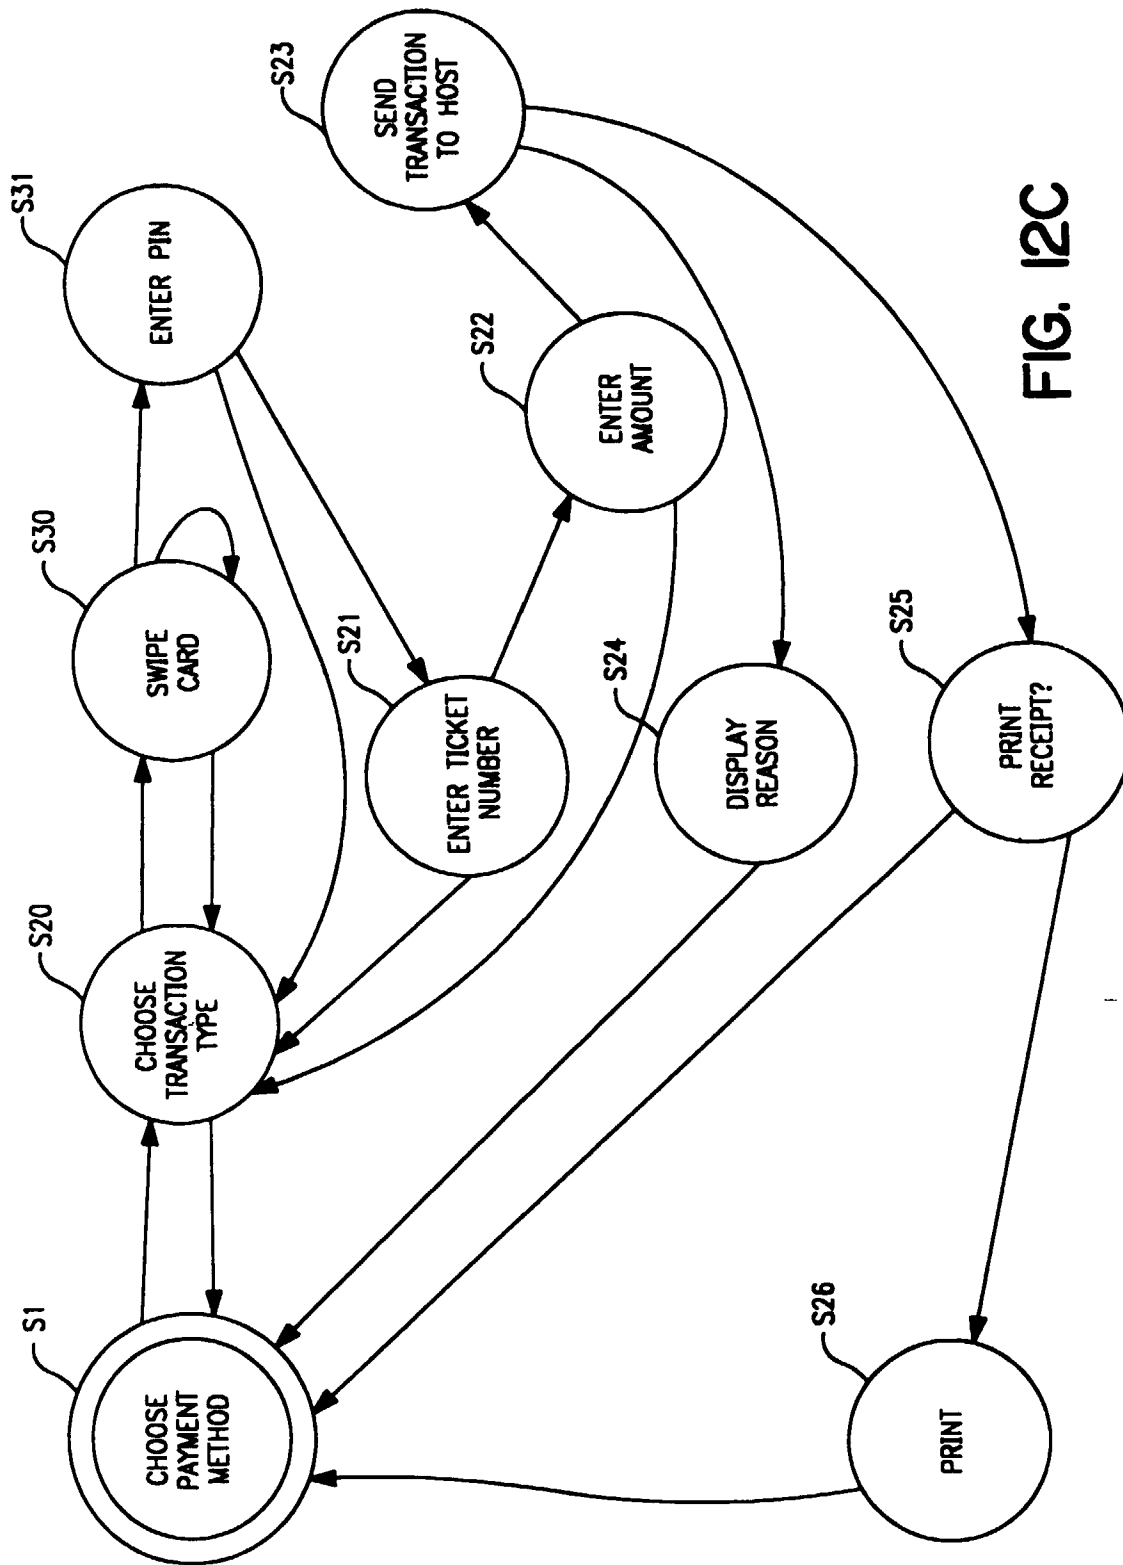 S1
CHOOSE
PAYMENT
METHOD
S20
CHOOSE
TRANSACTION
TYPE
S30
SWIPE
CARD
S31
ENTER PIN
S21
ENTER TICKET
NUMBER
S22
ENTER
AMOUNT
S23
SEND
TRANSACTION
TO HOST
S24
DISPLAY
REASON
S25
PRINT
RECEIPT?
S26
PRINT
FIG. 12C